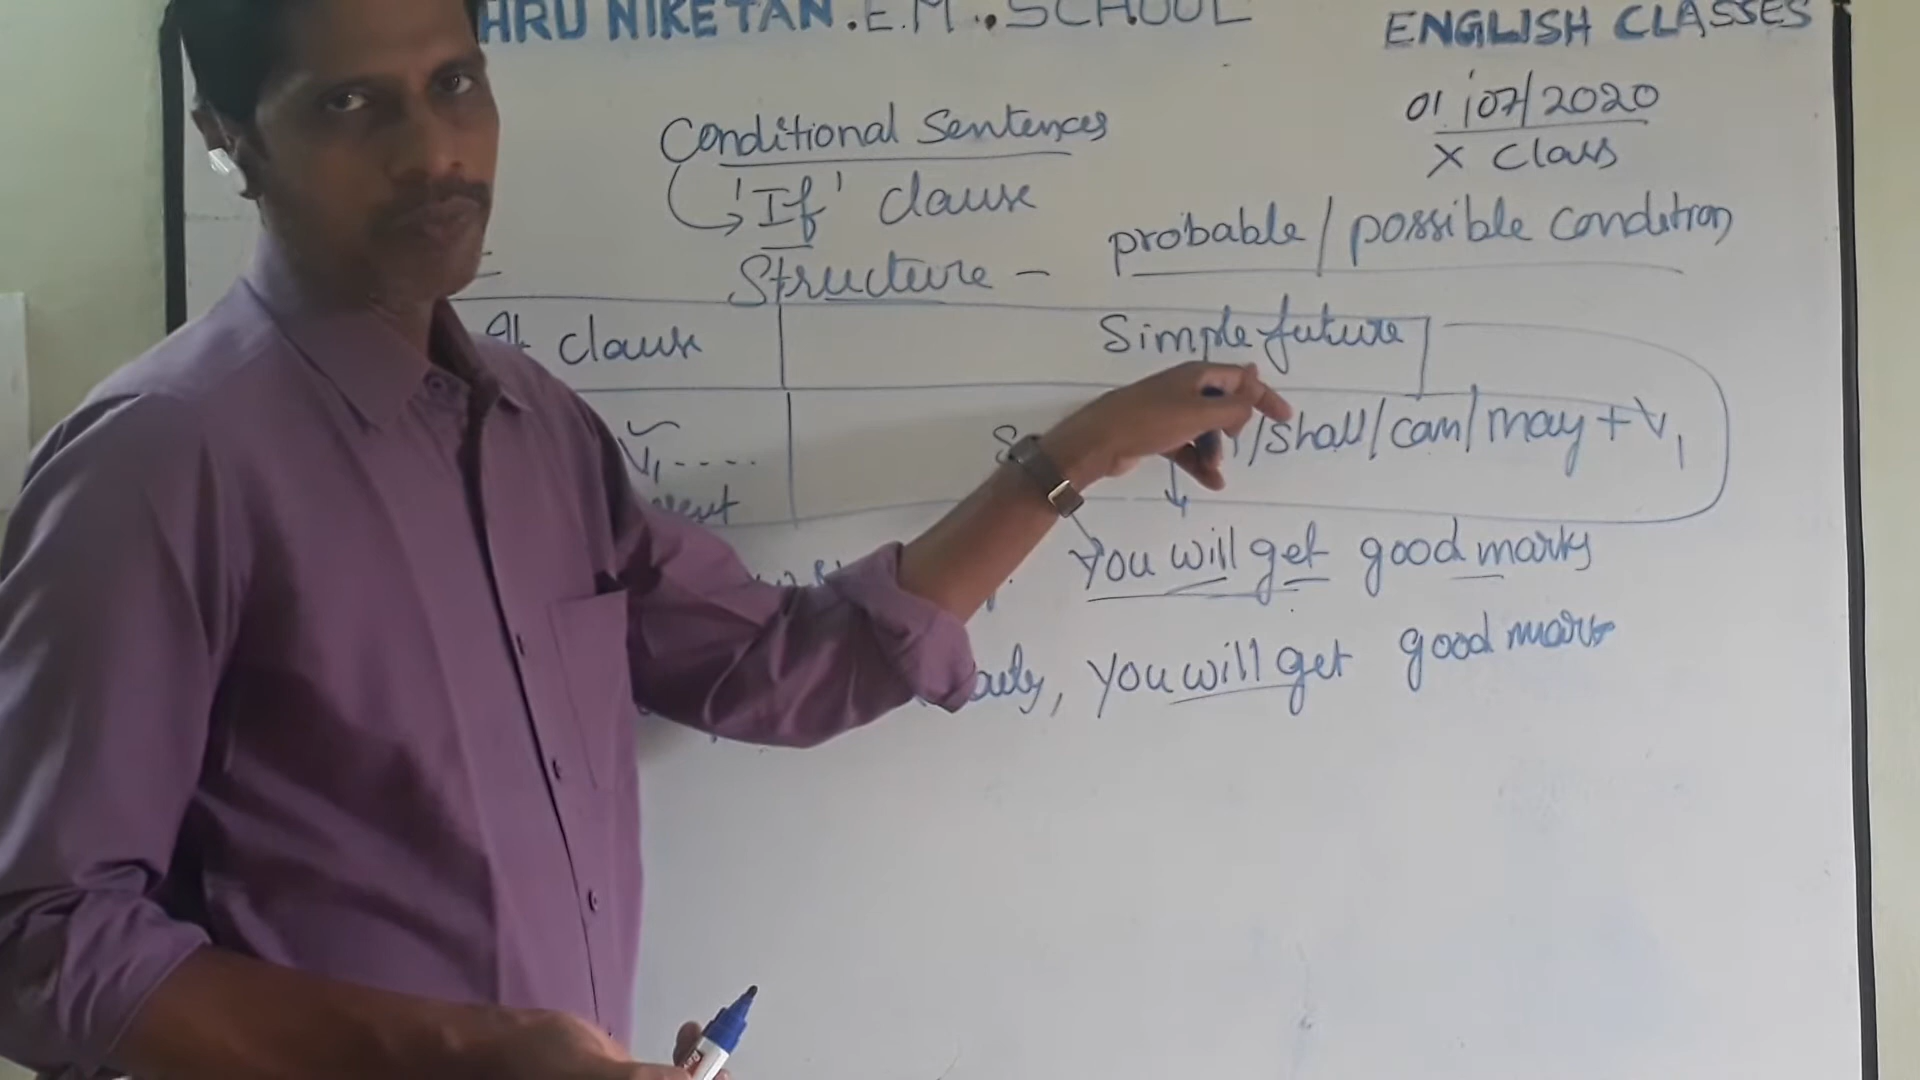 HRU NIKETAN . E.M .. SCHOOL
ENGLISH CLASSES
01/07/2020
X Class
Conditional Sentences
'If' clause
Structure - probable / possible condition
If clause Simple future
V1 ..... /shall/can/may + V1
You will get good marks
, you will get good marks